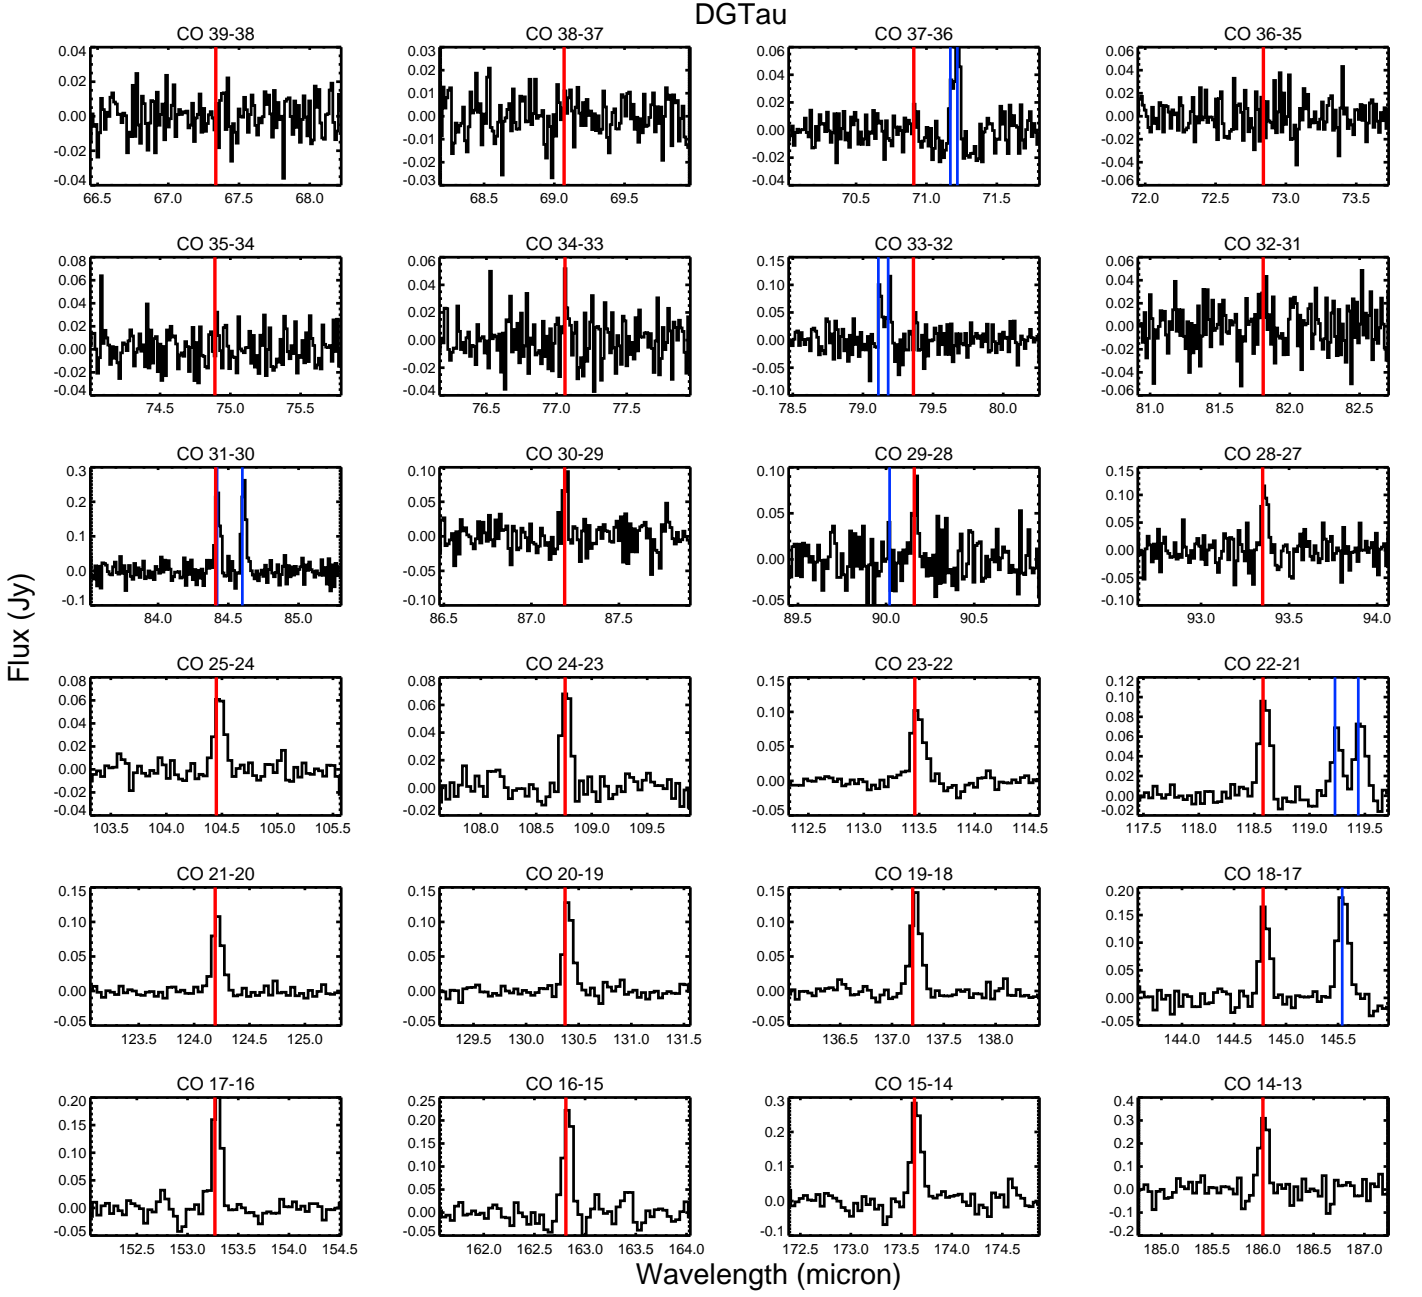 DGTau
CO 39-38
0.04
0.02
0.00
-0.02
-0.04
66.5 67.0 67.5 68.0
CO 38-37
0.03
0.02
0.01
0.00
-0.01
-0.02
-0.03
68.5 69.0 69.5
CO 37-36
0.06
0.04
0.02
0.00
-0.02
-0.04
70.5 71.0 71.5
CO 36-35
0.06
0.04
0.02
0.00
-0.02
-0.04
-0.06
72.0 72.5 73.0 73.5
CO 35-34
0.08
0.06
0.04
0.02
0.00
-0.02
-0.04
74.5 75.0 75.5
CO 34-33
0.06
0.04
0.02
0.00
-0.02
-0.04
76.5 77.0 77.5
CO 33-32
0.15
0.10
0.05
0.00
-0.05
-0.10
78.5 79.0 79.5 80.0
CO 32-31
0.06
0.04
0.02
0.00
-0.02
-0.04
-0.06
81.0 81.5 82.0 82.5
CO 31-30
0.3
0.2
0.1
0.0
-0.1
84.0 84.5 85.0
CO 30-29
0.10
0.05
0.00
-0.05
-0.10
86.5 87.0 87.5
CO 29-28
0.10
0.05
0.00
-0.05
89.5 90.0 90.5
CO 28-27
0.15
0.10
0.05
0.00
-0.05
-0.10
93.0 93.5 94.0
Flux (Jy)
CO 25-24
0.08
0.06
0.04
0.02
0.00
-0.02
-0.04
103.5 104.0 104.5 105.0 105.5
CO 24-23
0.08
0.06
0.04
0.02
0.00
-0.02
108.0 108.5 109.0 109.5
CO 23-22
0.15
0.10
0.05
0.00
-0.05
112.5 113.0 113.5 114.0 114.5
CO 22-21
0.12
0.10
0.08
0.06
0.04
0.02
0.00
-0.02
117.5 118.0 118.5 119.0 119.5
CO 21-20
0.15
0.10
0.05
0.00
-0.05
123.5 124.0 124.5 125.0
CO 20-19
0.15
0.10
0.05
0.00
-0.05
129.5 130.0 130.5 131.0 131.5
CO 19-18
0.15
0.10
0.05
0.00
-0.05
136.5 137.0 137.5 138.0
CO 18-17
0.20
0.15
0.10
0.05
0.00
-0.05
144.0 144.5 145.0 145.5
CO 17-16
0.20
0.15
0.10
0.05
0.00
-0.05
152.5 153.0 153.5 154.0 154.5
CO 16-15
0.25
0.20
0.15
0.10
0.05
0.00
-0.05
162.0 162.5 163.0 163.5 164.0
CO 15-14
0.3
0.2
0.1
0.0
-0.1
172.5 173.0 173.5 174.0 174.5
CO 14-13
0.4
0.3
0.2
0.1
0.0
-0.1
-0.2
185.0 185.5 186.0 186.5 187.0
Wavelength (micron)